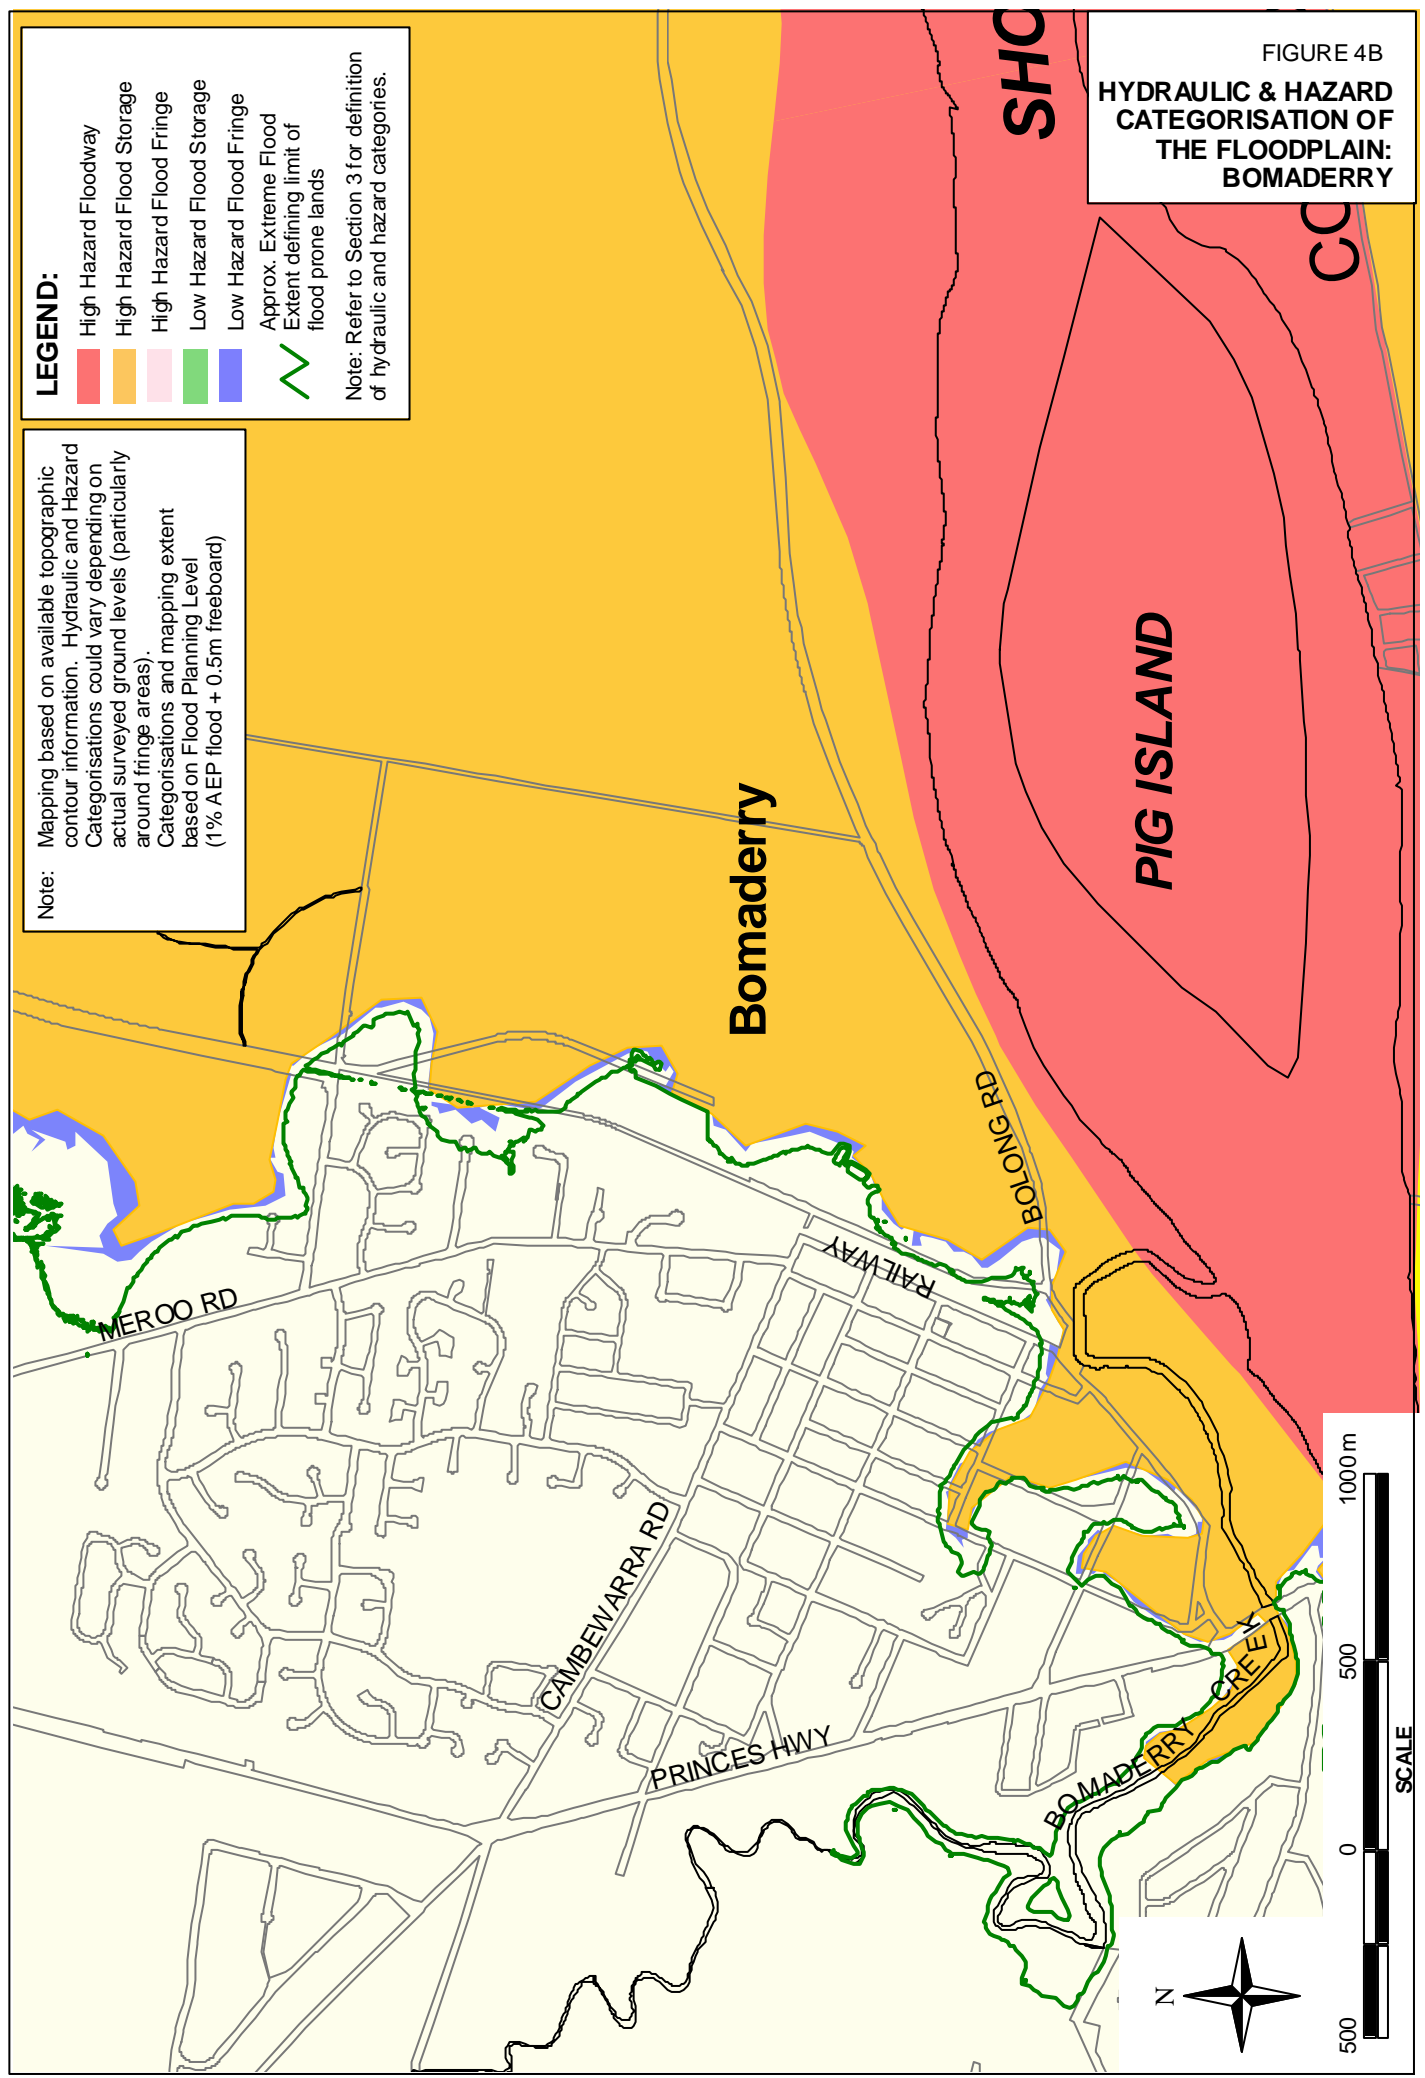 FIGURE 4B
HYDRAULIC & HAZARD
CATEGORISATION OF
THE FLOODPLAIN:
BOMADERRY
LEGEND:
High Hazard Floodway
High Hazard Flood Storage
High Hazard Flood Fringe
Low Hazard Flood Storage
Low Hazard Flood Fringe
Approx. Extreme Flood
Extent defining limit of
flood prone lands
Note: Refer to Section 3 for definition
of hydraulic and hazard categories.
Note: Mapping based on available topographic
contour information. Hydraulic and Hazard
Categorisations could vary depending on
actual surveyed ground levels (particularly
around fringe areas).
Categorisations and mapping extent
based on Flood Planning Level
(1% AEP flood + 0.5m freeboard)
SHO
CO
PIG ISLAND
Bomaderry
BOLONG RD
RAILWAY
MEROO RD
CAMBEWARRA RD
PRINCES HWY
BOMADERRY CREEK
N
500 0 500 1000 m
SCALE